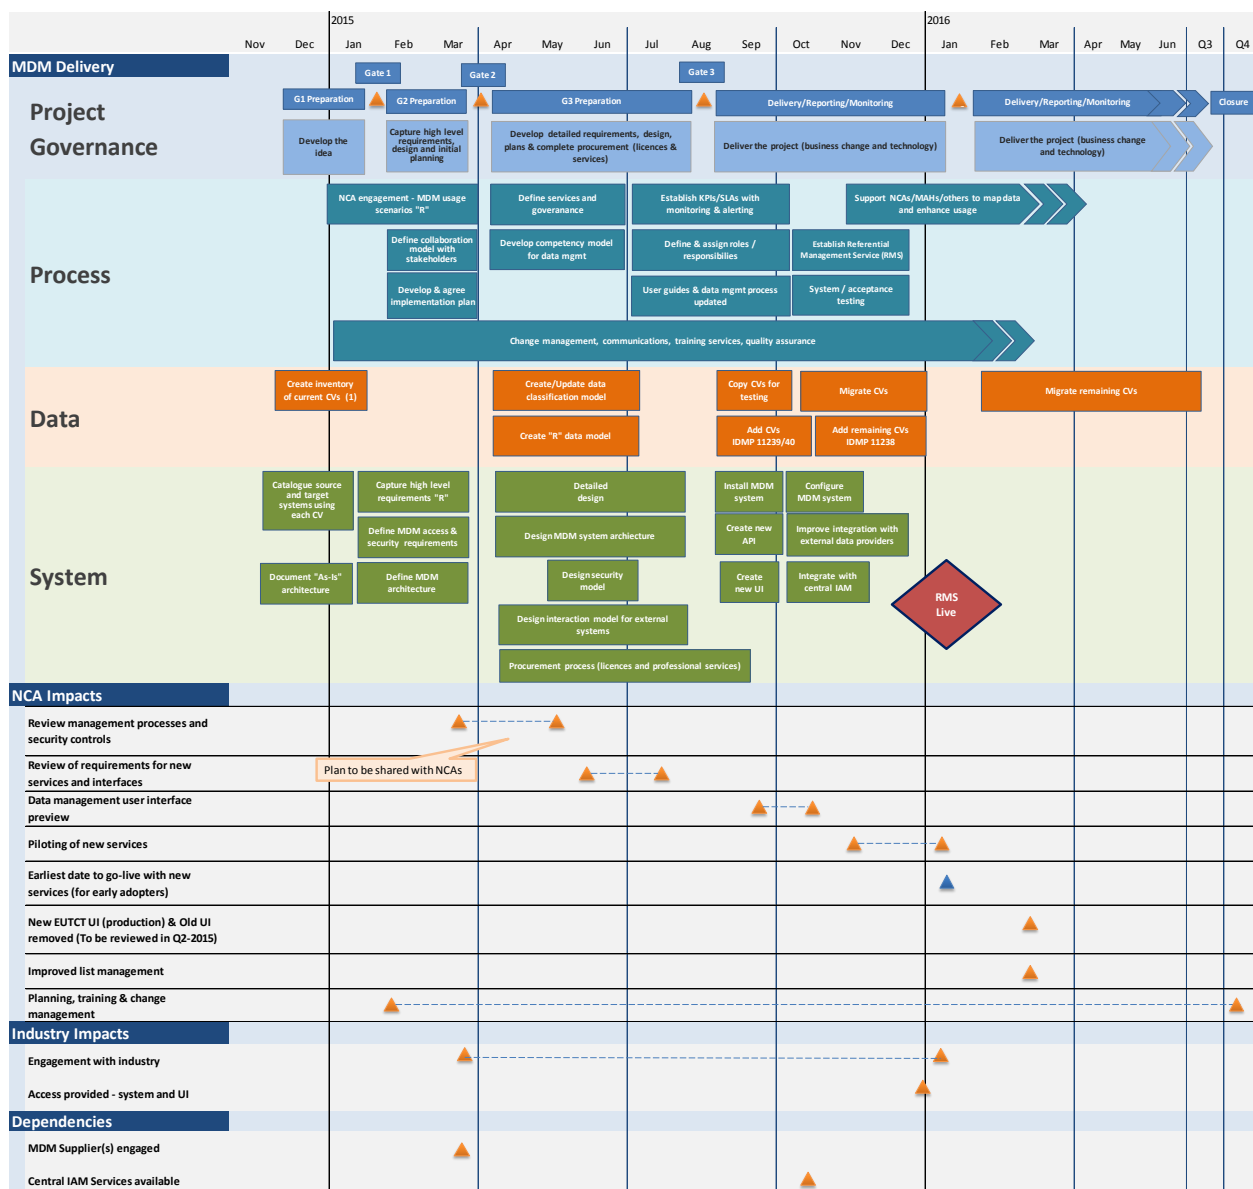 2015
2016
Nov Dec Jan Feb Mar Apr May Jun Jul Aug Sep Oct Nov Dec Jan Feb Mar Apr May Jun Q3 Q4
MDM Delivery
Gate 1
Gate 2
Gate 3
Project
Governance
G1 Preparation
G2 Preparation
G3 Preparation
Delivery/Reporting/Monitoring
Delivery/Reporting/Monitoring
Closure
Develop the
idea
Capture high level
requirements,
design and initial
planning
Develop detailed requirements, design,
plans & complete procurement (licences &
services)
Deliver the project (business change and technology)
Deliver the project (business change
and technology)
Process
NCA engagement - MDM usage
scenarios "R"
Define services and
goveranance
Establish KPIs/SLAs with
monitoring & alerting
Support NCAs/MAHs/others to map data
and enhance usage
Define collaboration
model with
stakeholders
Develop competency model
for data mgmt
Define & assign roles /
responsibilies
Establish Referential
Management Service (RMS)
Develop & agree
implementation plan
User guides & data mgmt process
updated
System / acceptance
testing
Change management, communications, training services, quality assurance
Data
Create inventory
of current CVs (1)
Create/Update data
classification model
Copy CVs for
testing
Migrate CVs
Migrate remaining CVs
Create "R" data model
Add CVs
IDMP 11239/40
Add remaining CVs
IDMP 11238
System
Catalogue source
and target
systems using
each CV
Capture high level
requirements "R"
Detailed
design
Install MDM
system
Configure
MDM system
Define MDM access &
security requirements
Design MDM system archiecture
Create new
API
Improve integration with
external data providers
Document "As-Is"
architecture
Define MDM
architecture
Design security
model
Create
new UI
Integrate with
central IAM
RMS
Live
Design interaction model for external
systems
Procurement process (licences and professional services)
NCA Impacts
Review management processes and
security controls
Plan to be shared with NCAs
Review of requirements for new
services and interfaces
Data management user interface
preview
Piloting of new services
Earliest date to go-live with new
services (for early adopters)
New EUTCT UI (production) & Old UI
removed (To be reviewed in Q2-2015)
Improved list management
Planning, training & change
management
Industry Impacts
Engagement with industry
Access provided - system and UI
Dependencies
MDM Supplier(s) engaged
Central IAM Services available